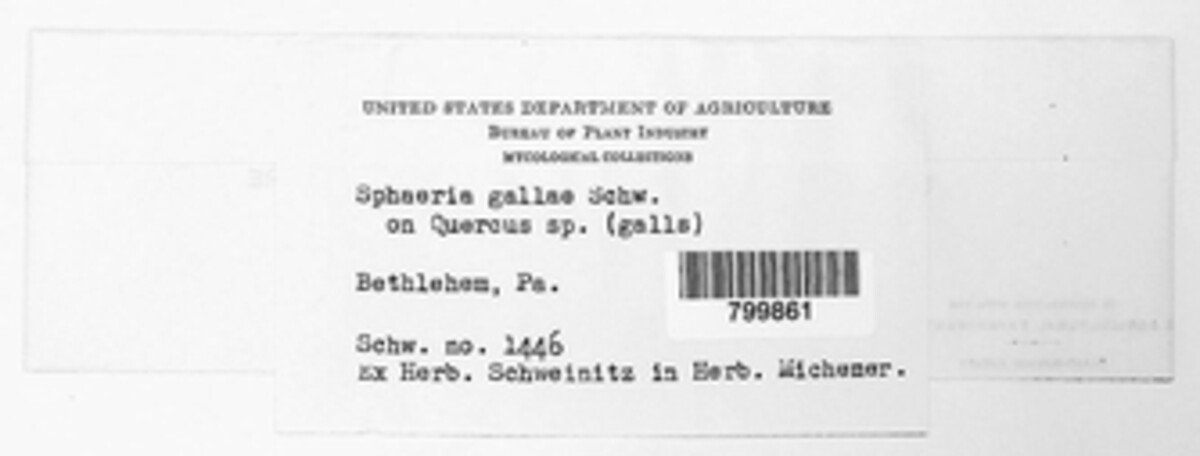 UNITED STATES DEPARTMENT OF AGRICULTURE
BUREAU OF PLANT INDUSTRY
MYCOLOGICAL COLLECTIONS
Sphaeria gallae Schw.
on Quercus sp. (galls)
Bethlehem, Pa.
799861
Schw. no. 1446
Ex Herb. Schweinitz in Herb. Michener.